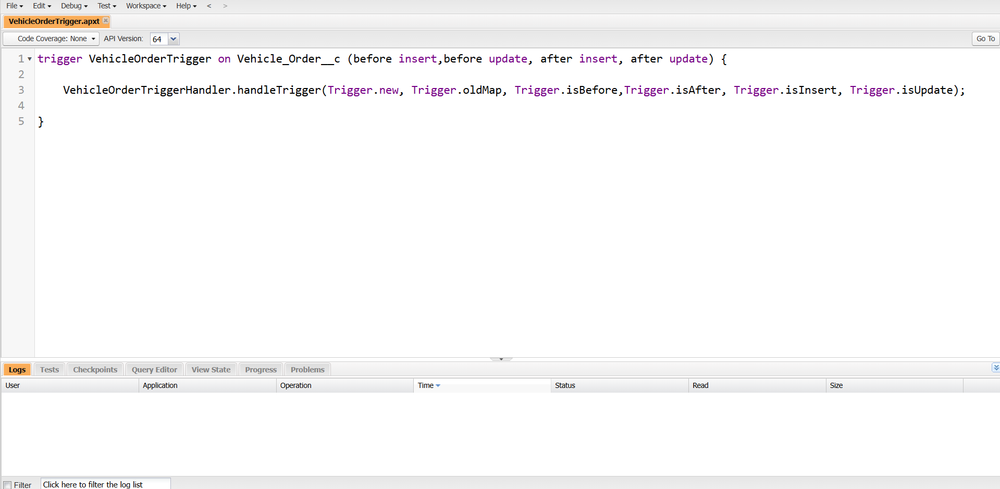 File Edit Debug Test Workspace Help < >
VehicleOrderTrigger.apxt
Code Coverage: None API Version: 64 Go To
1 trigger VehicleOrderTrigger on Vehicle_Order__c (before insert,before update, after insert, after update) {
2
3 VehicleOrderTriggerHandler.handleTrigger(Trigger.new, Trigger.oldMap, Trigger.isBefore,Trigger.isAfter, Trigger.isInsert, Trigger.isUpdate);
4
5 }
Logs Tests Checkpoints Query Editor View State Progress Problems
User Application Operation Time Status Read Size
Filter Click here to filter the log list